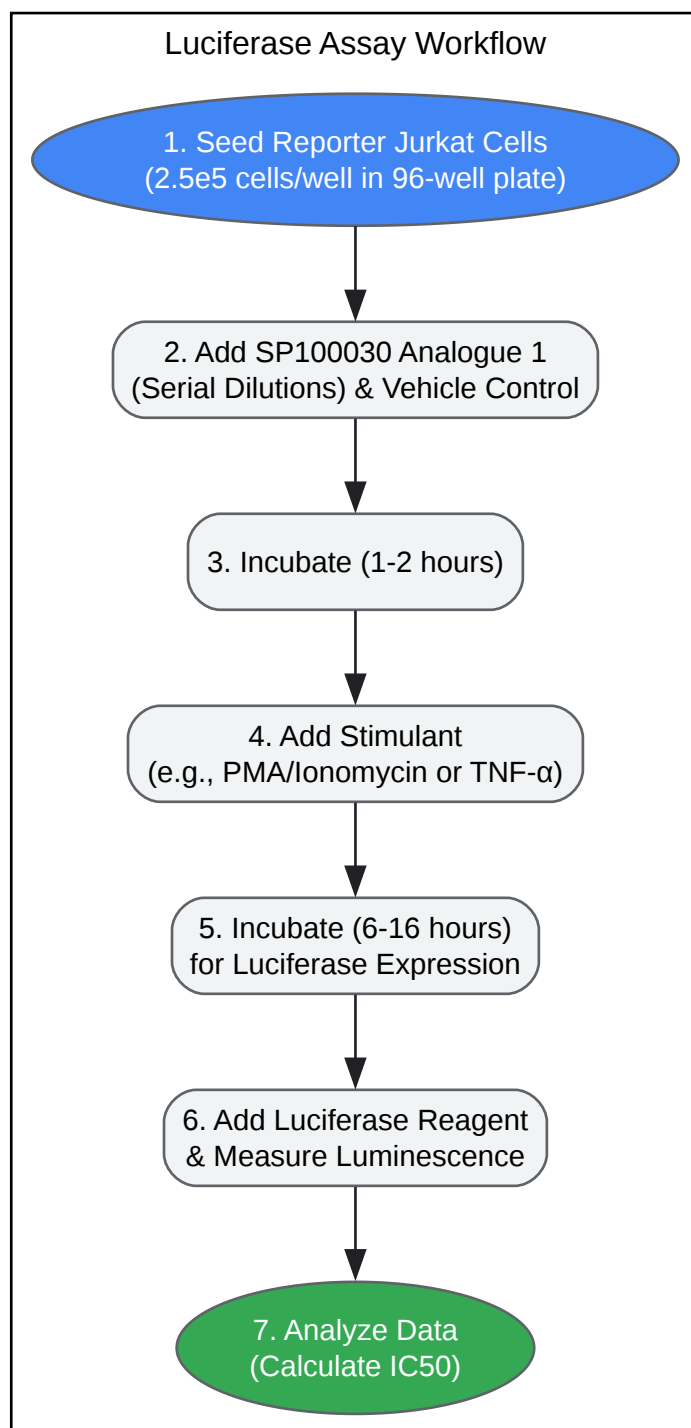 Luciferase Assay Workflow
1. Seed Reporter Jurkat Cells
(2.5e5 cells/well in 96-well plate)
2. Add SP100030 Analogue 1
(Serial Dilutions) & Vehicle Control
3. Incubate (1-2 hours)
4. Add Stimulant
(e.g., PMA/Ionomycin or TNF-α)
5. Incubate (6-16 hours)
for Luciferase Expression
6. Add Luciferase Reagent
& Measure Luminescence
7. Analyze Data
(Calculate IC50)